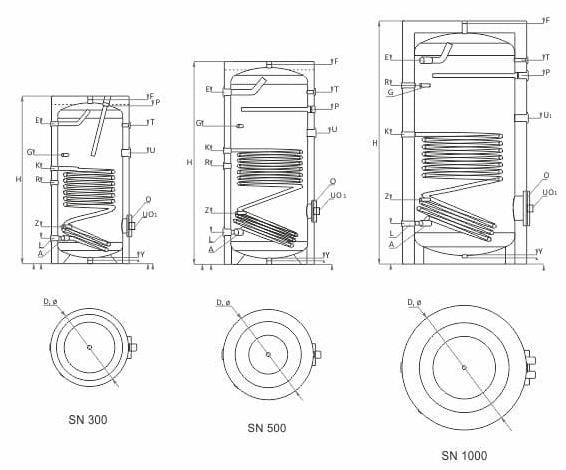 F
P
E
T
G
U
K
R
H
O
UO1
Z
L
A
Y
F
E
T
P
G
U
K
H
R
O
UO1
Z
L
A
Y
F
E
T
P
R
G
U1
K
H
O
UO1
Z
L
A
Y
D, ø
D, ø
D, ø
SN 300
SN 500
SN 1000